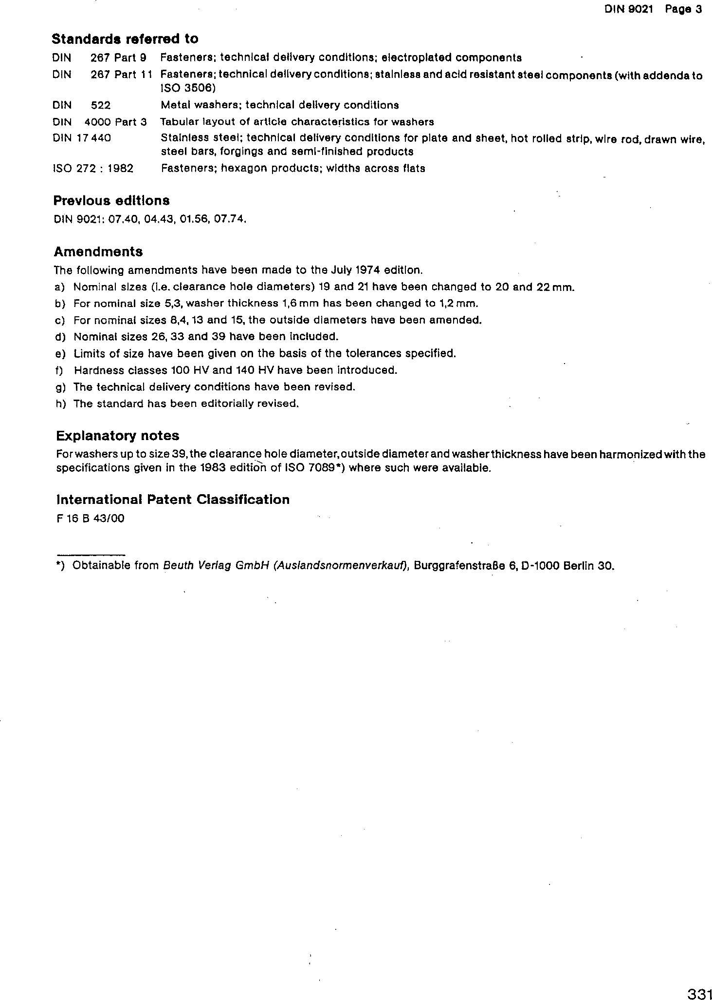 DIN 9021 Page 3
Standards referred to
DIN 267 Part 9 Fasteners; technical delivery conditions; electroplated components
DIN 267 Part 11 Fasteners; technical delivery conditions; stainless and acid resistant steel components (with addenda to
ISO 3506)
DIN 522 Metal washers; technical delivery conditions
DIN 4000 Part 3 Tabular layout of article characteristics for washers
DIN 17 440 Stainless steel; technical delivery conditions for plate and sheet, hot rolled strip, wire rod, drawn wire,
steel bars, forgings and semi-finished products
ISO 272 : 1982 Fasteners; hexagon products; widths across flats
Previous editions
DIN 9021: 07.40, 04.43, 01.56, 07.74.
Amendments
The following amendments have been made to the July 1974 edition.
a) Nominal sizes (i.e. clearance hole diameters) 19 and 21 have been changed to 20 and 22 mm.
b) For nominal size 5,3, washer thickness 1,6 mm has been changed to 1,2 mm.
c) For nominal sizes 8,4, 13 and 15, the outside diameters have been amended.
d) Nominal sizes 26, 33 and 39 have been included.
e) Limits of size have been given on the basis of the tolerances specified.
f) Hardness classes 100 HV and 140 HV have been introduced.
g) The technical delivery conditions have been revised.
h) The standard has been editorially revised.
Explanatory notes
For washers up to size 39, the clearance hole diameter, outside diameter and washer thickness have been harmonized with the
specifications given in the 1983 edition of ISO 7089*) where such were available.
International Patent Classification
F 16 B 43/00
*) Obtainable from Beuth Verlag GmbH (Auslandsnormenverkauf), Burggrafenstraße 6, D-1000 Berlin 30.
331